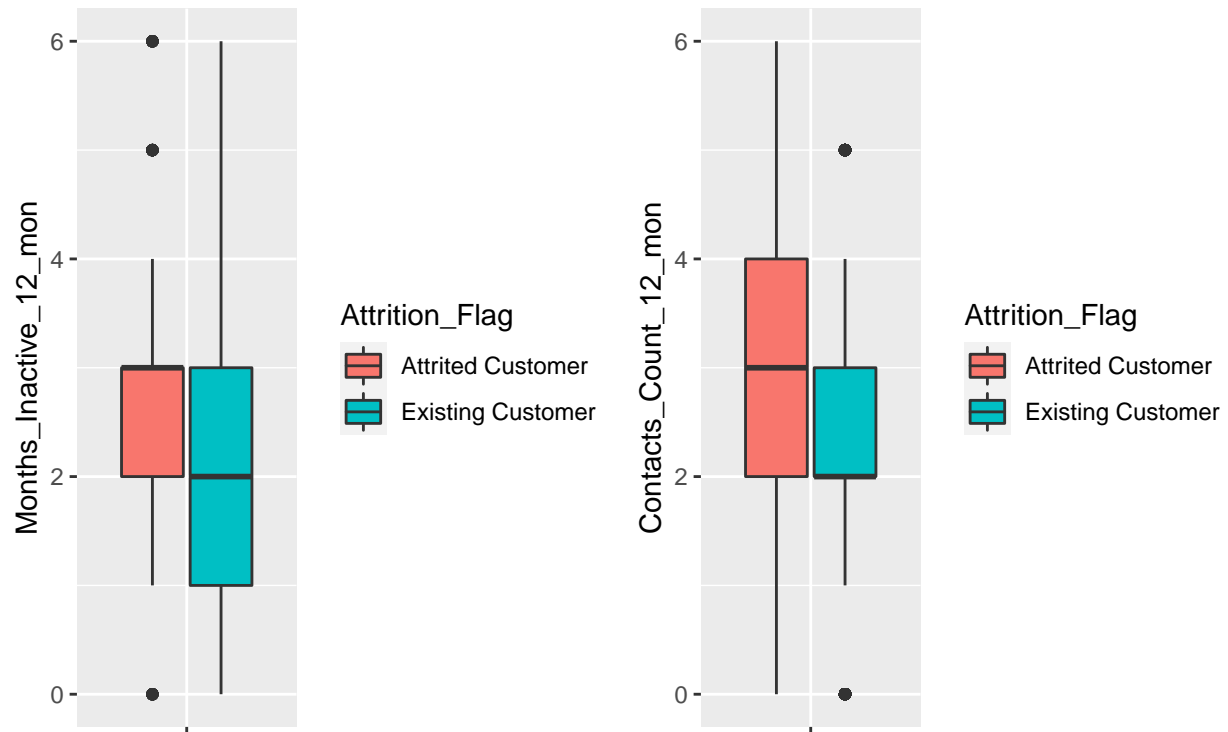 Months_Inactive_12_mon
6
4
2
0
Attrition_Flag
Attrited Customer
Existing Customer
Contacts_Count_12_mon
6
4
2
0
Attrition_Flag
Attrited Customer
Existing Customer